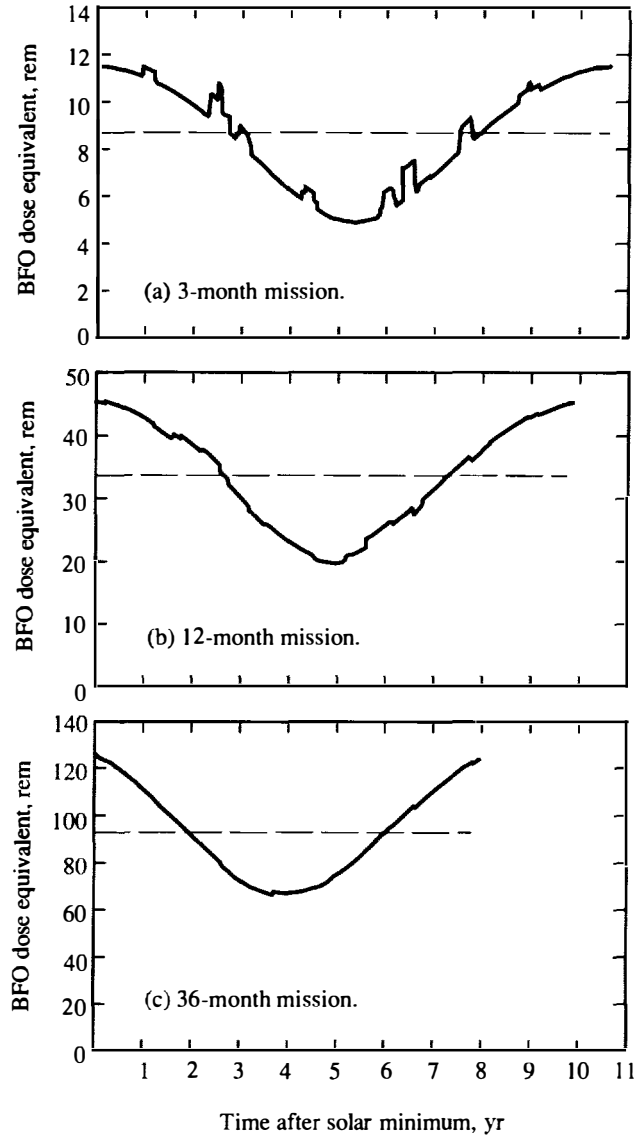 BFO dose equivalent, rem
14
12
10
8
6
4
2
0
(a) 3-month mission.
BFO dose equivalent, rem
50
40
30
20
10
0
(b) 12-month mission.
BFO dose equivalent, rem
140
120
100
80
60
40
20
0
(c) 36-month mission.
1 2 3 4 5 6 7 8 9 10 11
Time after solar minimum, yr